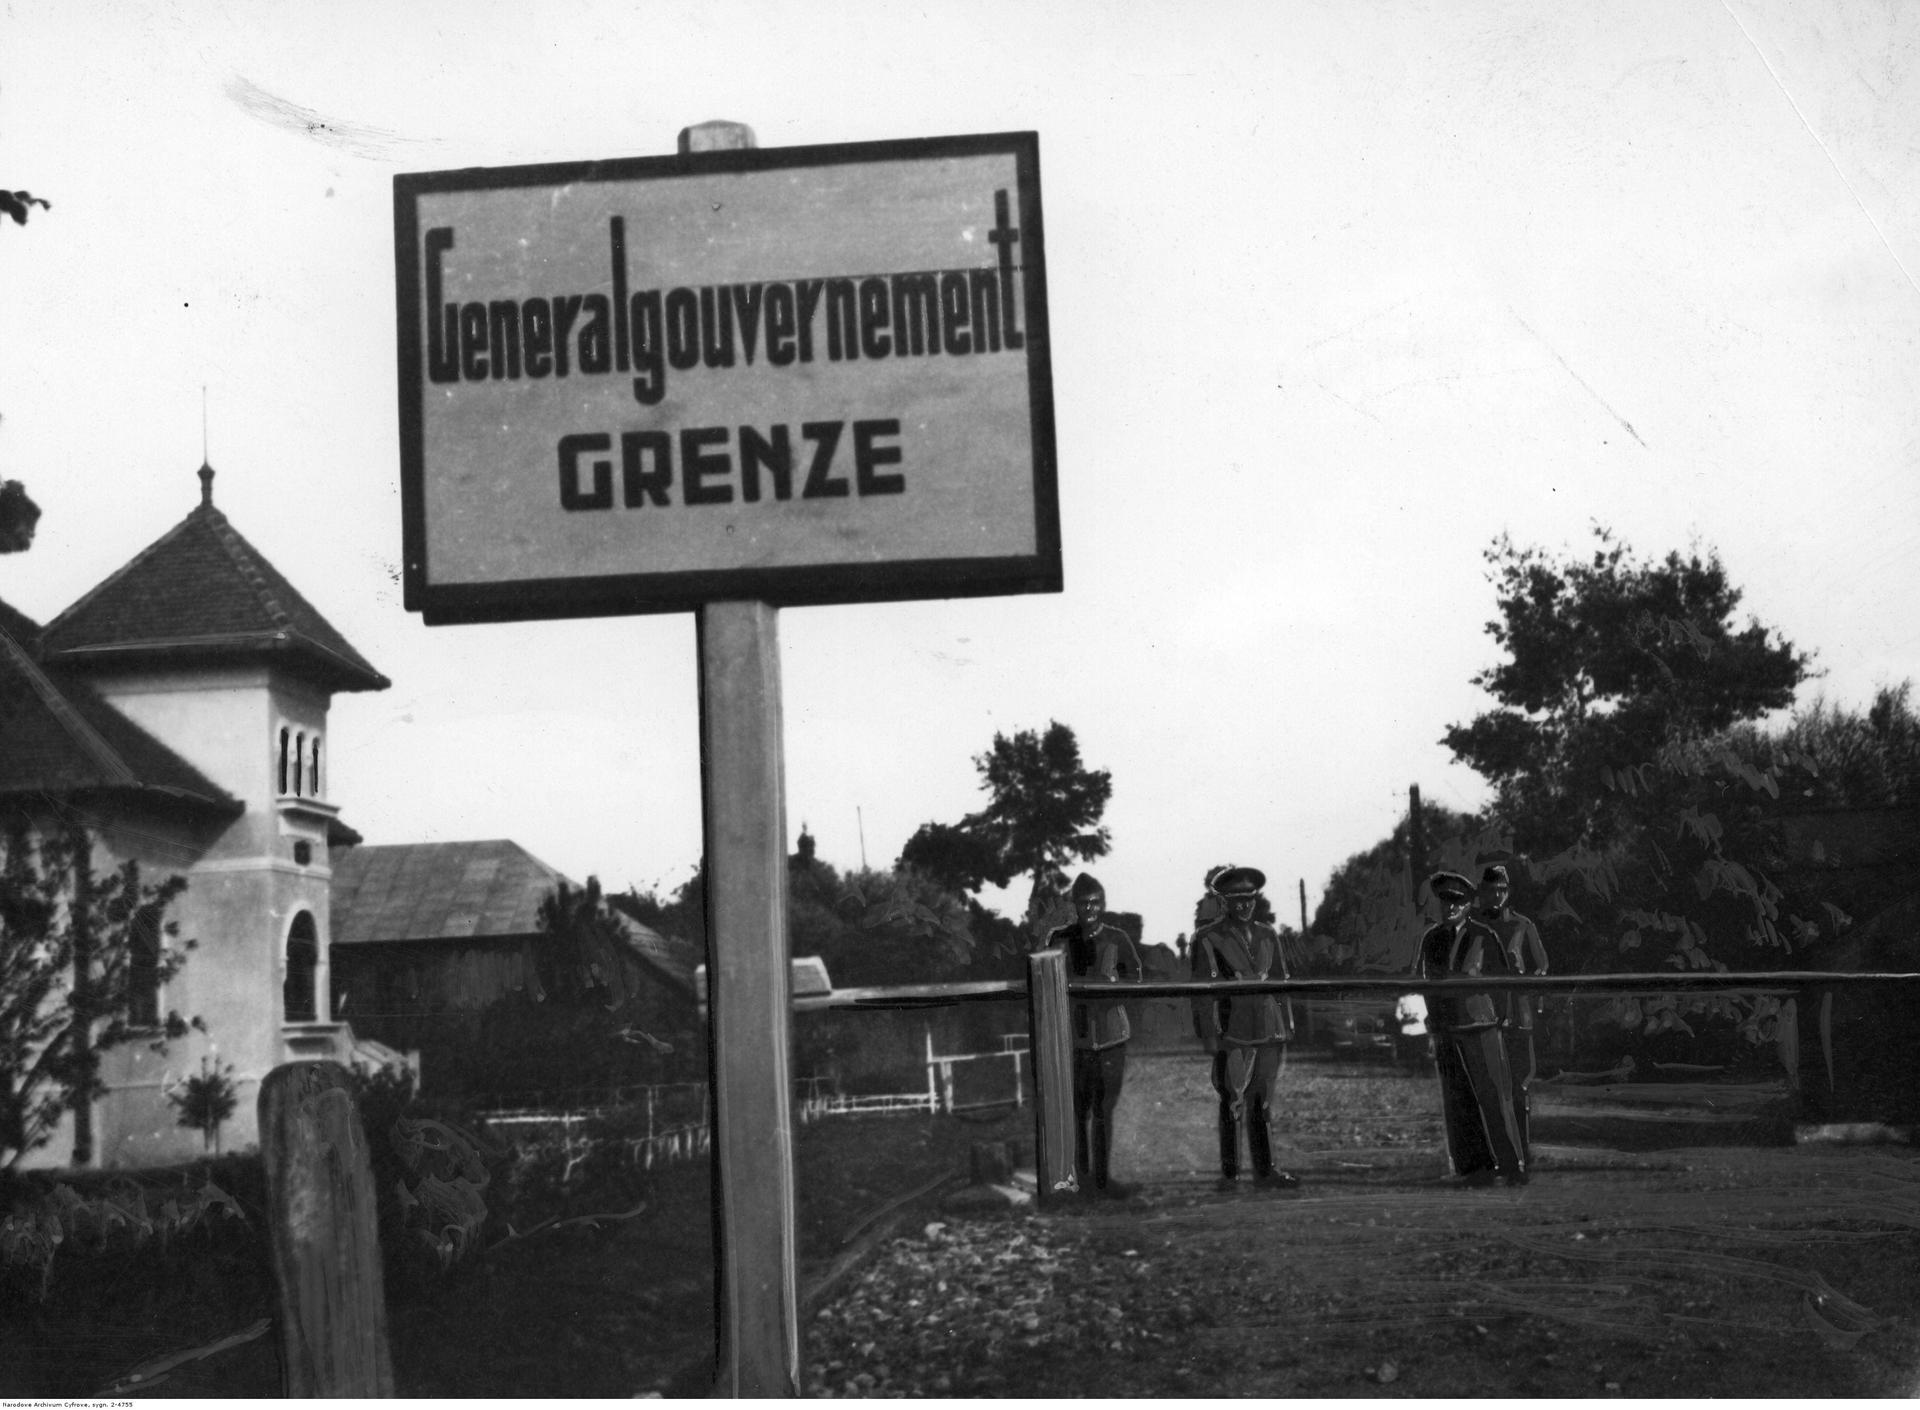 Generalgouvernement
GRENZE
Narodowe Archiwum Cyfrowe, sygn. 2-4755